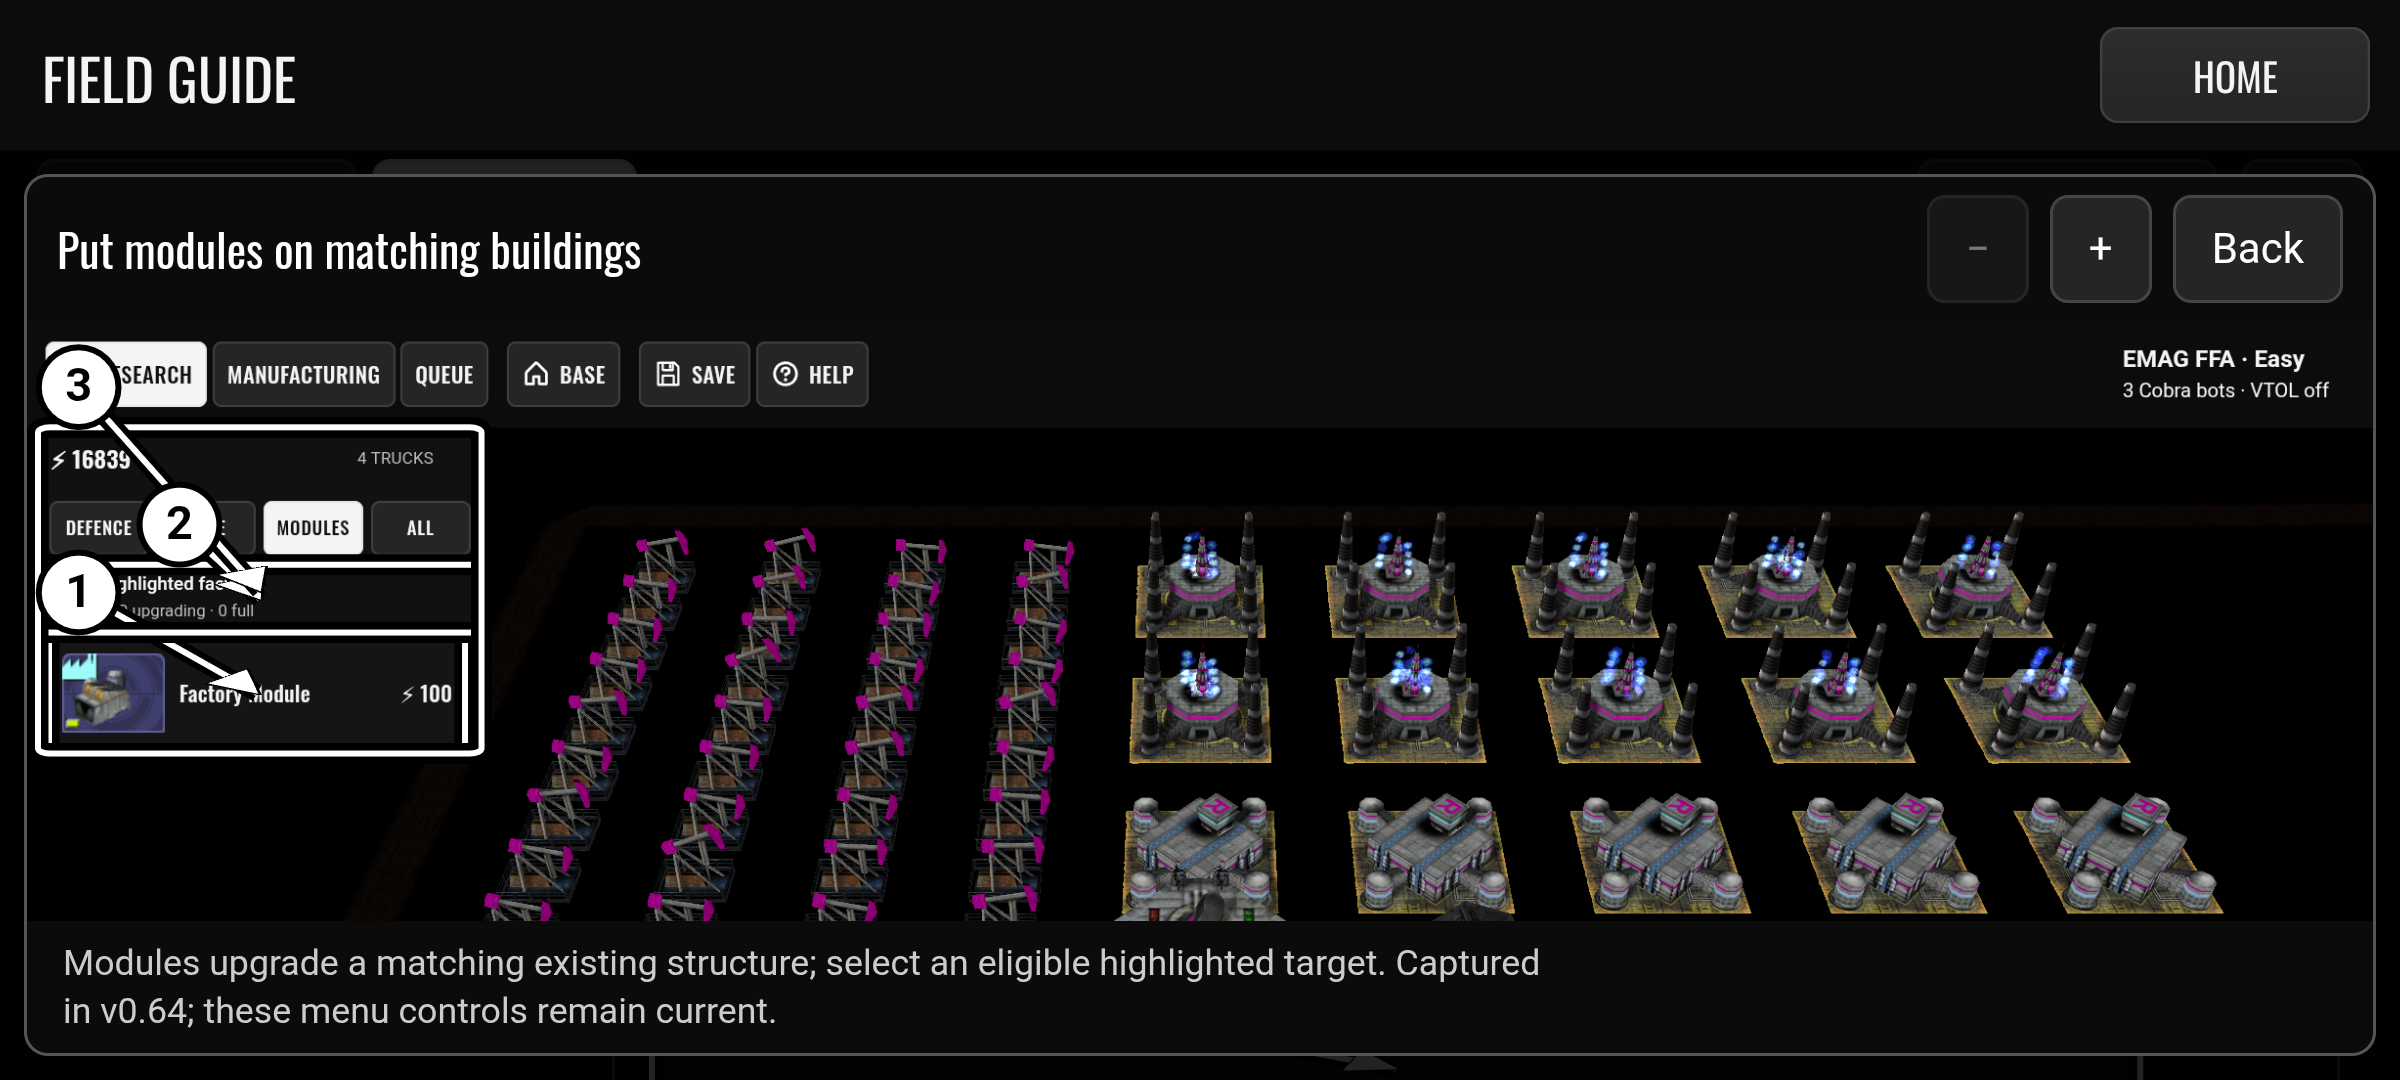 FIELD GUIDE
HOME
Put modules on matching buildings
−
+
Back
3
SEARCH
MANUFACTURING
QUEUE
BASE
SAVE
HELP
EMAG FFA · Easy
3 Cobra bots · VTOL off
16839
4 TRUCKS
DEFENCE
2
MODULES
ALL
1
upgrading · 0 full
Factory Module
100
Modules upgrade a matching existing structure; select an eligible highlighted target. Captured
in v0.64; these menu controls remain current.